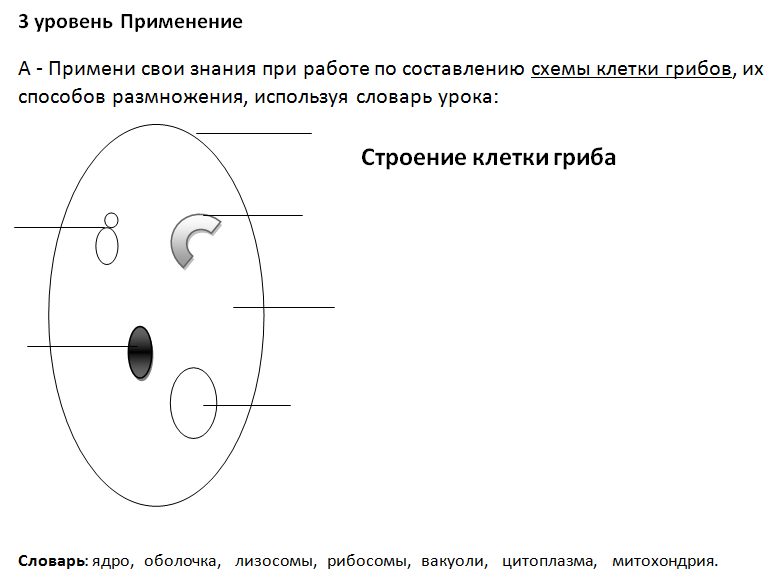 3 уровень Применение
А - Примени свои знания при работе по составлению схемы клетки грибов, их
способов размножения, используя словарь урока:
Строение клетки гриба
Словарь: ядро, оболочка, лизосомы, рибосомы, вакуоли, цитоплазма, митохондрия.